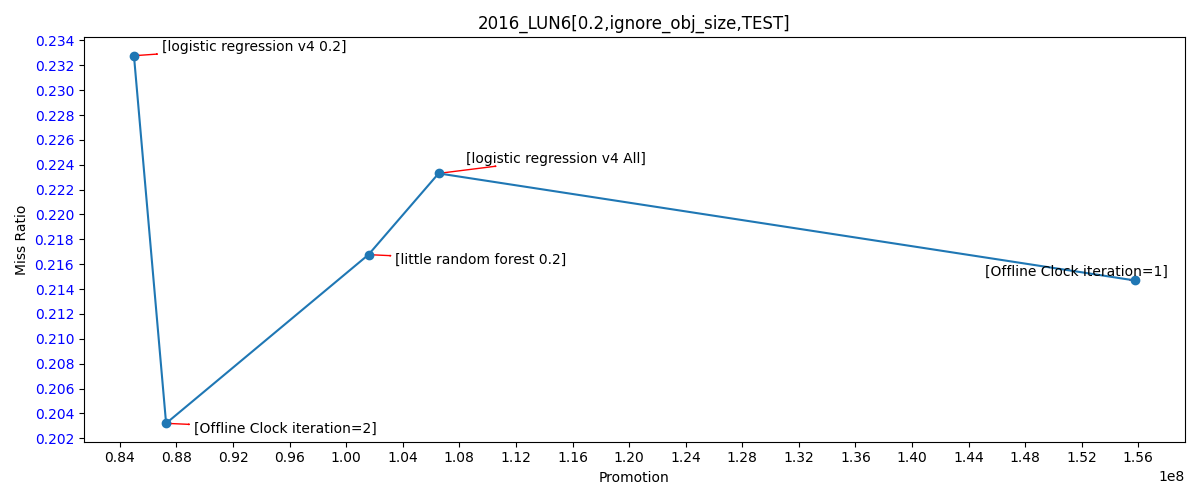 2016_LUN6[0.2,ignore_obj_size,TEST]
0.234
0.232
0.230
0.228
0.226
0.224
0.222
0.220
0.218
0.216
0.214
0.212
0.210
0.208
0.206
0.204
0.202
Miss Ratio
[logistic regression v4 0.2]
[logistic regression v4 All]
[little random forest 0.2]
[Offline Clock iteration=1]
[Offline Clock iteration=2]
0.84 0.88 0.92 0.96 1.00 1.04 1.08 1.12 1.16 1.20 1.24 1.28 1.32 1.36 1.40 1.44 1.48 1.52 1.56
1e8
Promotion